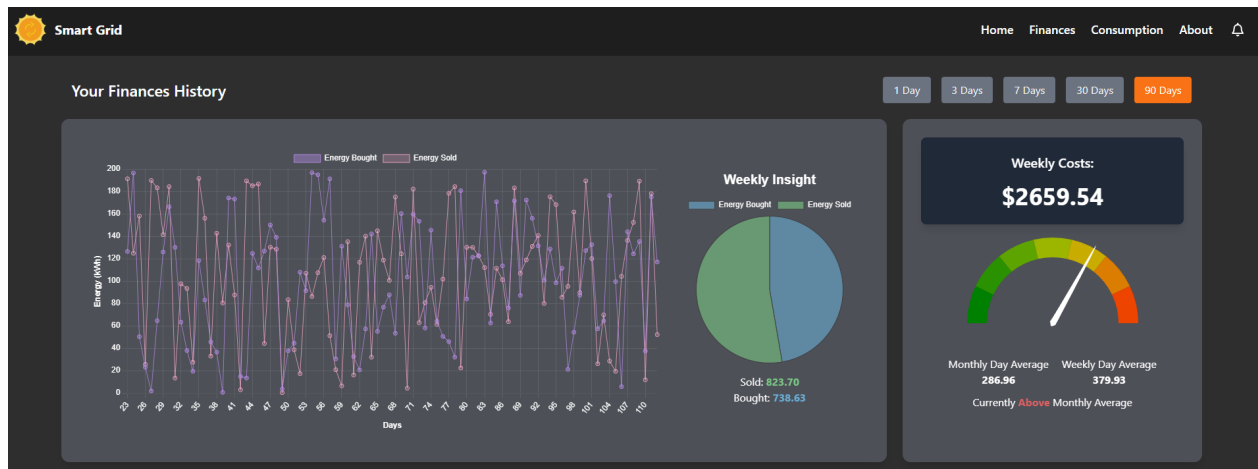 Smart Grid
Home Finances Consumption About
Your Finances History
1 Day 3 Days 7 Days 30 Days 90 Days
Energy Bought Energy Sold
200
180
160
140
120
100
80
60
40
20
0
Energy (kWh)
23 26 29 32 35 38 41 44 47 50 53 56 59 62 65 68 71 74 77 80 83 86 89 92 95 98 101 104 107 110
Days
Weekly Insight
Energy Bought Energy Sold
Sold: 823.70
Bought: 738.63
Weekly Costs:
$2659.54
Monthly Day Average Weekly Day Average
286.96 379.93
Currently Above Monthly Average